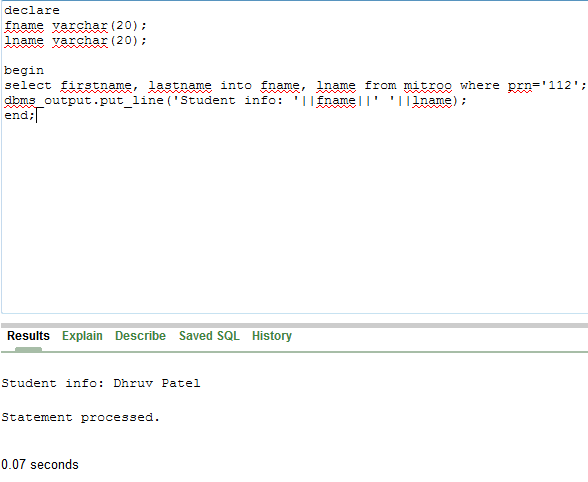 declare
fname varchar(20);
lname varchar(20);
begin
select firstname, lastname into fname, lname from mitroo where prn='112';
dbms_output.put_line('Student info: '||fname||' '||lname);
end;
Results Explain Describe Saved SQL History
Student info: Dhruv Patel
Statement processed.
0.07 seconds